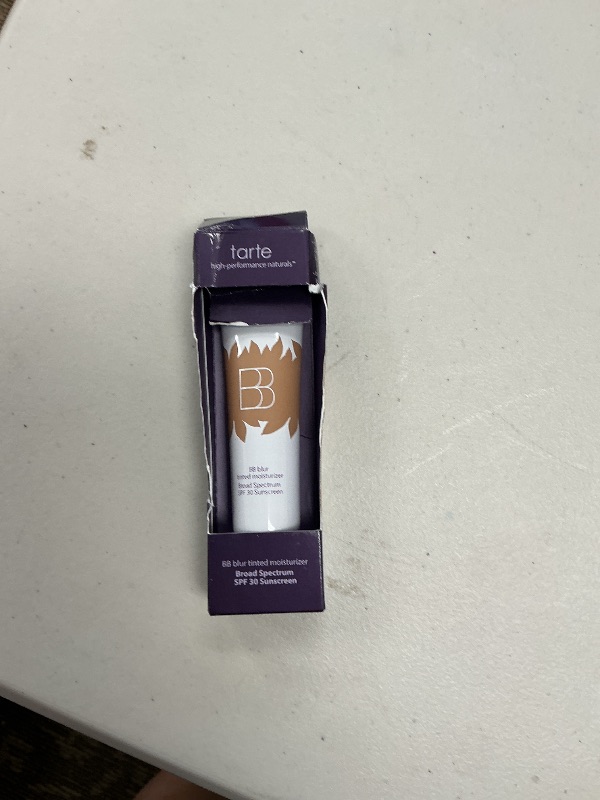 tarte
high-performance naturals™
BB
BB blur
tinted moisturizer
Broad Spectrum
SPF 30 Sunscreen
BB blur tinted moisturizer
Broad Spectrum
SPF 30 Sunscreen